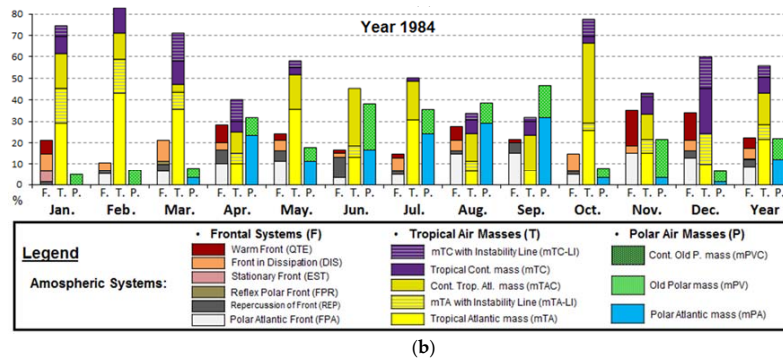 Year 1984
80
70
60
50
40
30
20
10
0
%
F. T. P. F. T. P. F. T. P. F. T. P. F. T. P. F. T. P. F. T. P. F. T. P. F. T. P. F. T. P. F. T. P. F. T. P. F. T. P.
Jan. Feb. Mar. Apr. May. Jun. Jul. Aug. Sep. Oct. Nov. Dec. Year
Legend
Amospheric Systems:
• Frontal Systems (F)
Warm Front (QTE)
Front in Dissipation (DIS)
Stationary Front (EST)
Reflex Polar Front (FPR)
Repercussion of Front (REP)
Polar Atlantic Front (FPA)
• Tropical Air Masses (T)
mTC with Instability Line (mTC-LI)
Tropical Cont. mass (mTC)
Cont. Trop. Atl. mass (mTAC)
mTA with Instability Line (mTA-LI)
Tropical Atlantic mass (mTA)
• Polar Air Masses (P)
Cont. Old P. mass (mPVC)
Old Polar mass (mPV)
Polar Atlantic mass (mPA)
(b)